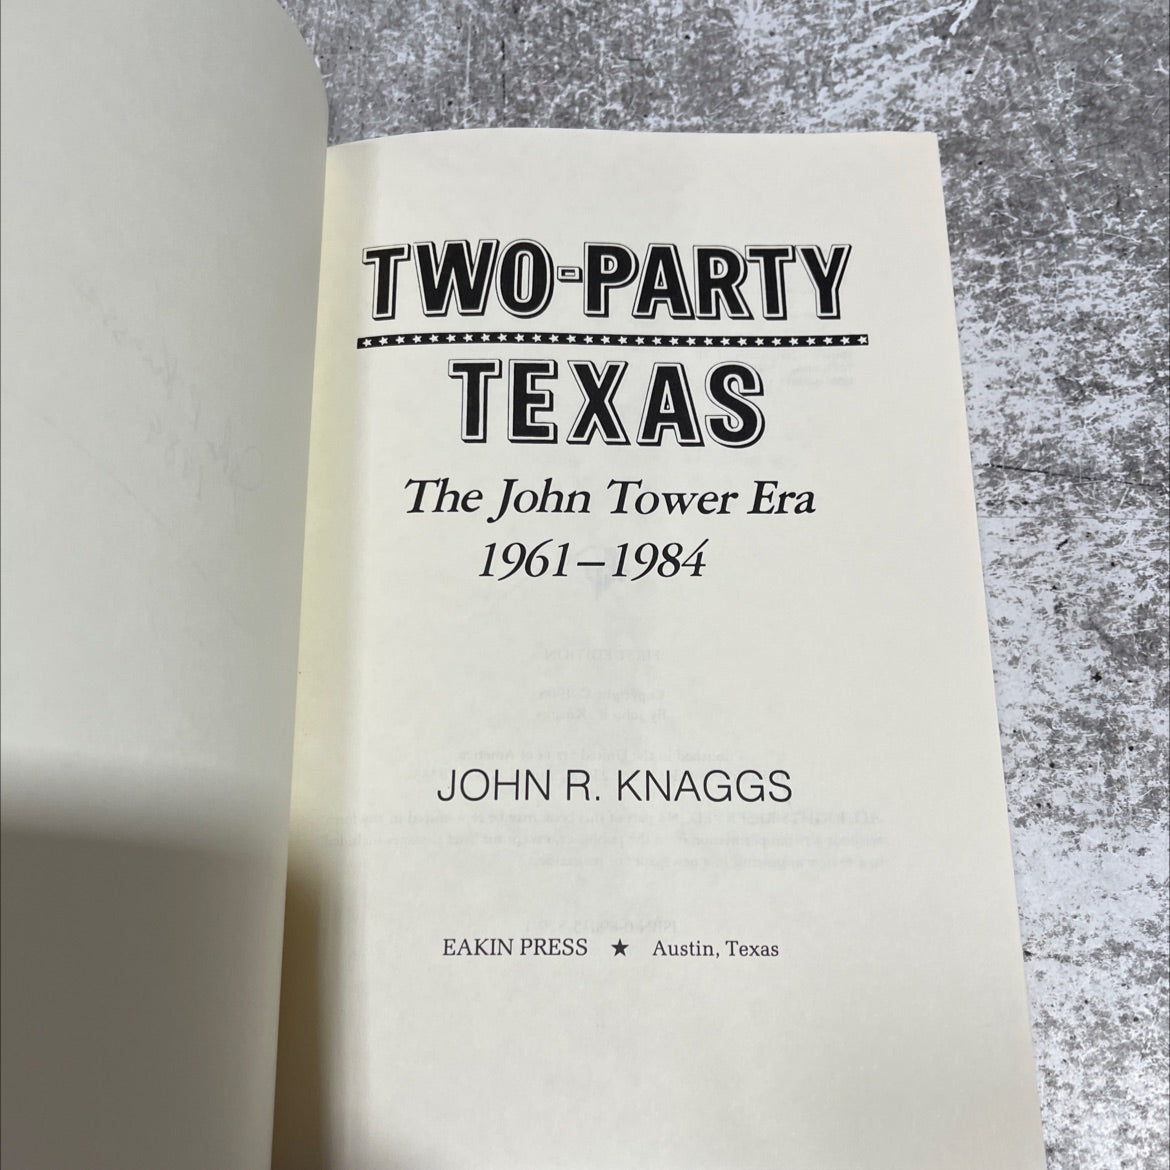 TWO-PARTY
TEXAS
The John Tower Era
1961–1984
JOHN R. KNAGGS
EAKIN PRESS ★ Austin, Texas